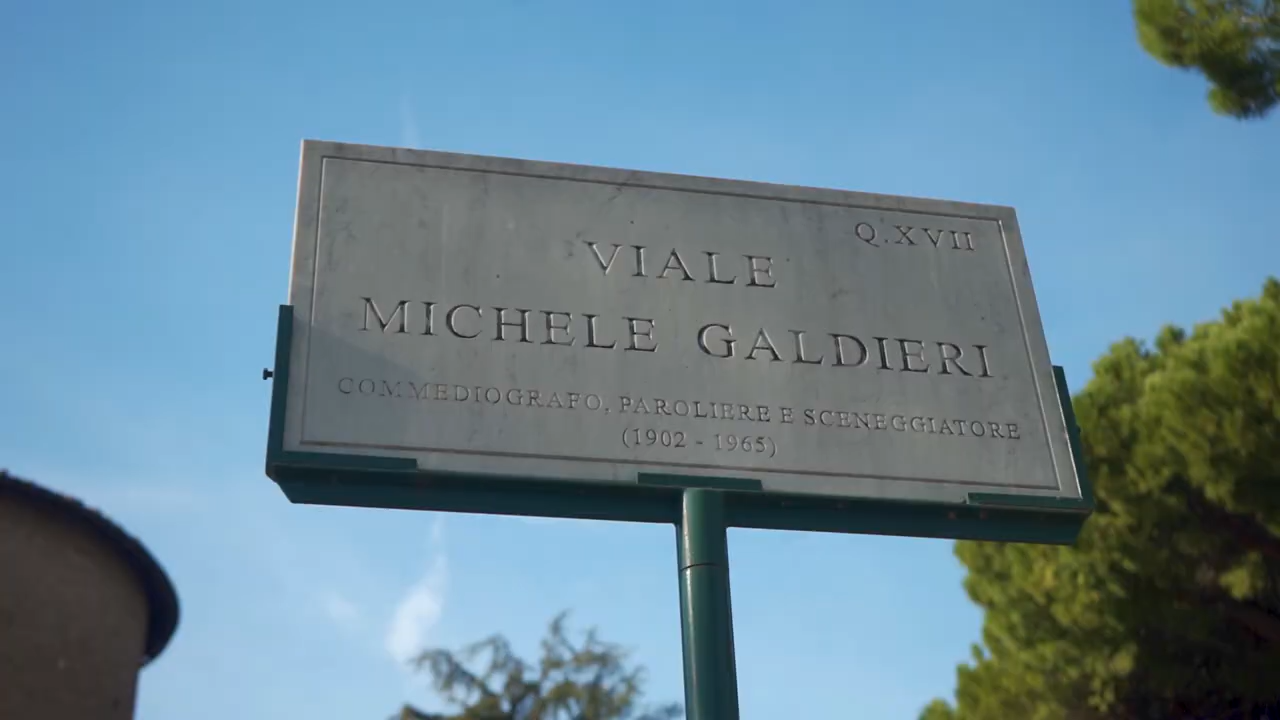 Q.XVII
VIALE
MICHELE GALDIERI
COMMEDIOGRAFO, PAROLIERE E SCENEGGIATORE
(1902 - 1965)